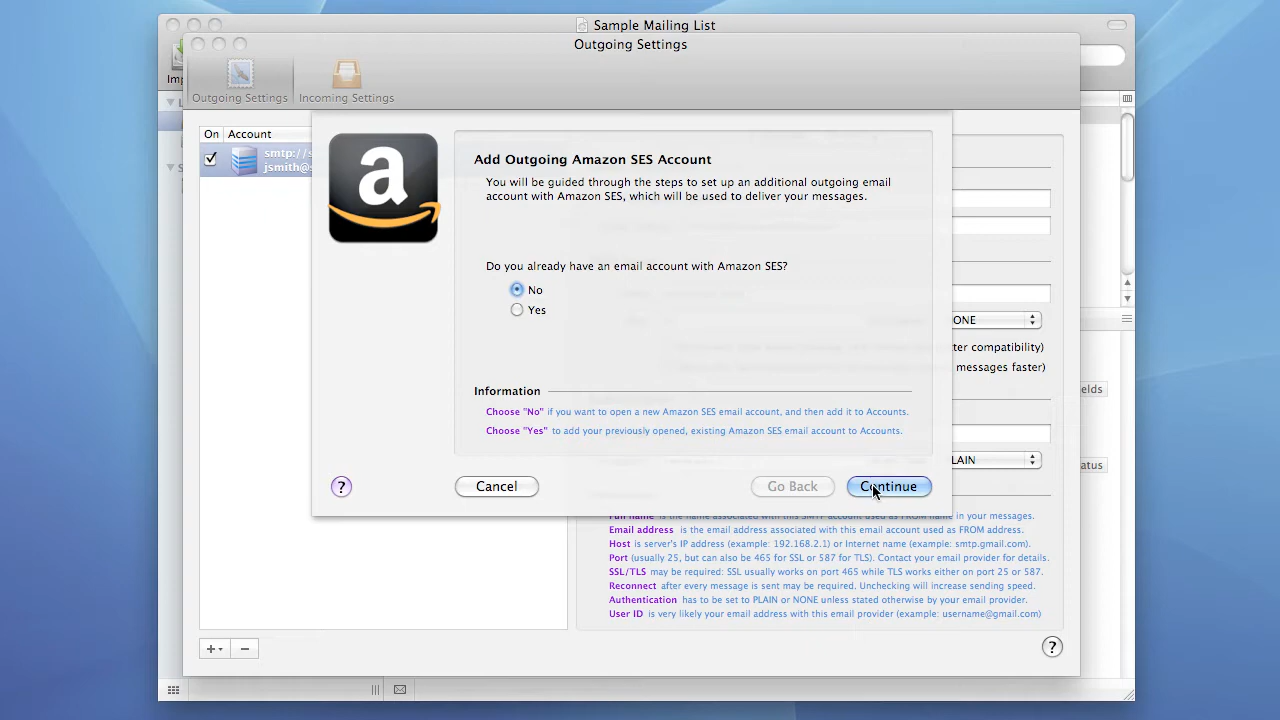 Sample Mailing List
Outgoing Settings
Outgoing Settings
Incoming Settings
On Account
smtp://
jsmith@
Add Outgoing Amazon SES Account
You will be guided through the steps to set up an additional outgoing email
account with Amazon SES, which will be used to deliver your messages.
Do you already have an email account with Amazon SES?
No
Yes
ONE
ter compatibility)
messages faster)
elds
Information
Choose "No" if you want to open a new Amazon SES email account, and then add it to Accounts.
Choose "Yes" to add your previously opened, existing Amazon SES email account to Accounts.
LAIN
atus
?
Cancel
Go Back
Continue
Full name is the name associated with this SMTP account used as FROM name in your messages.
Email address is the email address associated with this email account used as FROM address.
Host is server's IP address (example: 192.168.2.1) or Internet name (example: smtp.gmail.com).
Port (usually 25, but can also be 465 for SSL or 587 for TLS). Contact your email provider for details.
SSL/TLS may be required: SSL usually works on port 465 while TLS works either on port 25 or 587.
Reconnect after every message is sent may be required. Unchecking will increase sending speed.
Authentication has to be set to PLAIN or NONE unless stated otherwise by your email provider.
User ID is very likely your email address with this email provider (example: username@gmail.com)
?